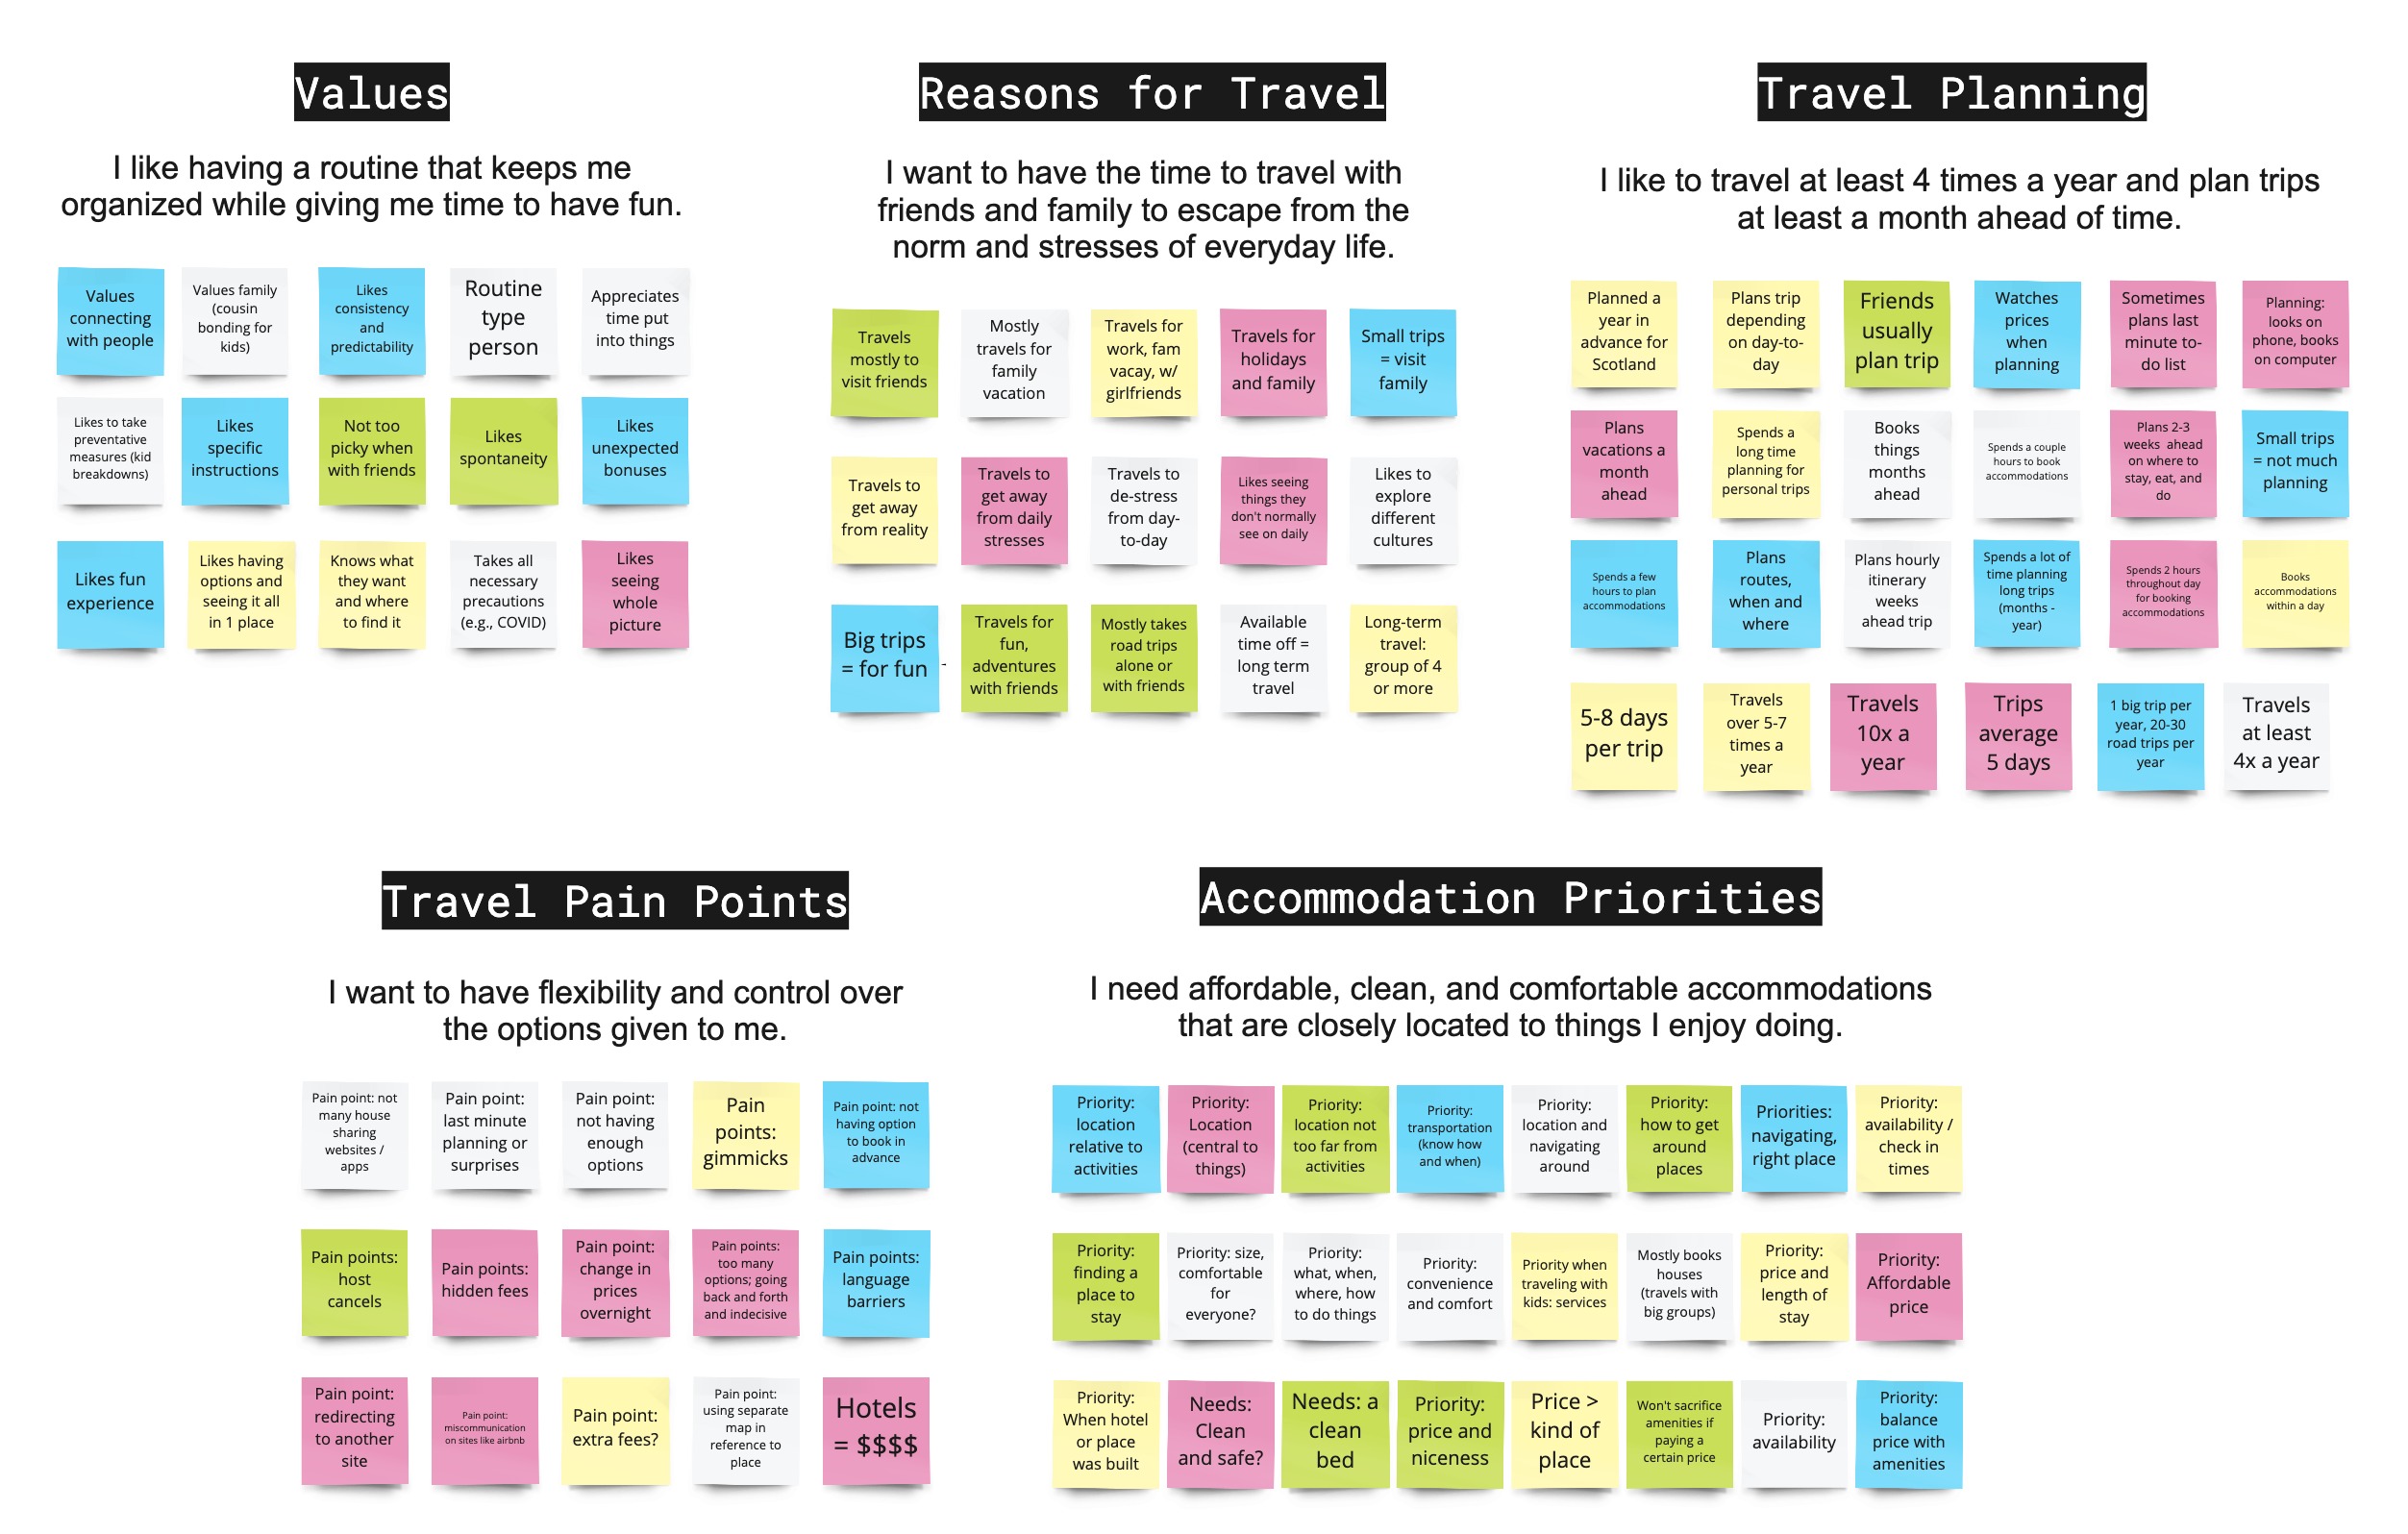 Values
I like having a routine that keeps me
organized while giving me time to have fun.
Values
connecting
with people
Values family
(cousin
bonding for
kids)
Likes
consistency
and
predictability
Routine
type
person
Appreciates
time put
into things
Likes to take
preventative
measures (kid
breakdowns)
Likes
specific
instructions
Not too
picky when
with friends
Likes
spontaneity
Likes
unexpected
bonuses
Likes fun
experience
Likes having
options and
seeing it all
in 1 place
Knows what
they want
and where
to find it
Takes all
necessary
precautions
(e.g., COVID)
Likes
seeing
whole
picture
Reasons for Travel
I want to have the time to travel with
friends and family to escape from the
norm and stresses of everyday life.
Travels
mostly to
visit friends
Mostly
travels for
family
vacation
Travels for
work, fam
vacay, w/
girlfriends
Travels for
holidays
and family
Small trips
= visit
family
Travels to
get away
from reality
Travels to
get away
from daily
stresses
Travels to
de-stress
from day-
to-day
Likes seeing
things they
don't normally
see on daily
Likes to
explore
different
cultures
Big trips
= for fun
-
Travels for
fun,
adventures
with friends
Mostly takes
road trips
alone or
with friends
Available
time off =
long term
travel
Long-term
travel:
group of 4
or more
Travel Planning
I like to travel at least 4 times a year and plan trips
at least a month ahead of time.
Planned a
year in
advance for
Scotland
Plans trip
depending
on day-to-
day
Friends
usually
plan trip
Watches
prices
when
planning
Sometimes
plans last
minute to-
do list
Planning:
looks on
phone, books
on computer
Plans
vacations a
month
ahead
Spends a
long time
planning for
personal trips
Books
things
months
ahead
Spends a couple
hours to book
accommodations
Plans 2-3
weeks ahead
on where to
stay, eat, and
do
Small trips
= not much
planning
Spends a few
hours to plan
accommodations
Plans
routes,
when and
where
Plans hourly
itinerary
weeks
ahead trip
Spends a lot of
time planning
long trips
(months -
year)
Spends 2 hours
throughout day
for booking
accommodations
Books
accommodations
within a day
5-8 days
per trip
Travels
over 5-7
times a
year
Travels
10x a
year
Trips
average
5 days
1 big trip per
year, 20-30
road trips per
year
Travels
at least
4x a year
Travel Pain Points
I want to have flexibility and control over
the options given to me.
Pain point: not
many house
sharing
websites /
apps
Pain point:
last minute
planning or
surprises
Pain point:
not having
enough
options
Pain
points:
gimmicks
Pain point: not
having option
to book in
advance
Pain points:
host
cancels
Pain points:
hidden fees
Pain point:
change in
prices
overnight
Pain points:
too many
options; going
back and forth
and indecisive
Pain points:
language
barriers
Pain point:
redirecting
to another
site
Pain point:
miscommunication
on sites like airbnb
Pain point:
extra fees?
Pain point:
using separate
map in
reference to
place
Hotels
= $$$$
Accommodation Priorities
I need affordable, clean, and comfortable accommodations
that are closely located to things I enjoy doing.
Priority:
location
relative to
activities
Priority:
Location
(central to
things)
Priority:
location not
too far from
activities
Priority:
transportation
(know how
and when)
Priority:
location and
navigating
around
Priority:
how to get
around
places
Priorities:
navigating,
right place
Priority:
availability /
check in
times
Priority:
finding a
place to
stay
Priority: size,
comfortable
for
everyone?
Priority:
what, when,
where, how
to do things
Priority:
convenience
and comfort
Priority when
traveling with
kids: services
Mostly books
houses
(travels with
big groups)
Priority:
price and
length of
stay
Priority:
Affordable
price
Priority:
When hotel
or place
was built
Needs:
Clean
and safe?
Needs: a
clean
bed
Priority:
price and
niceness
Price >
kind of
place
Won't sacrifice
amenities if
paying a
certain price
Priority:
availability
Priority:
balance
price with
amenities